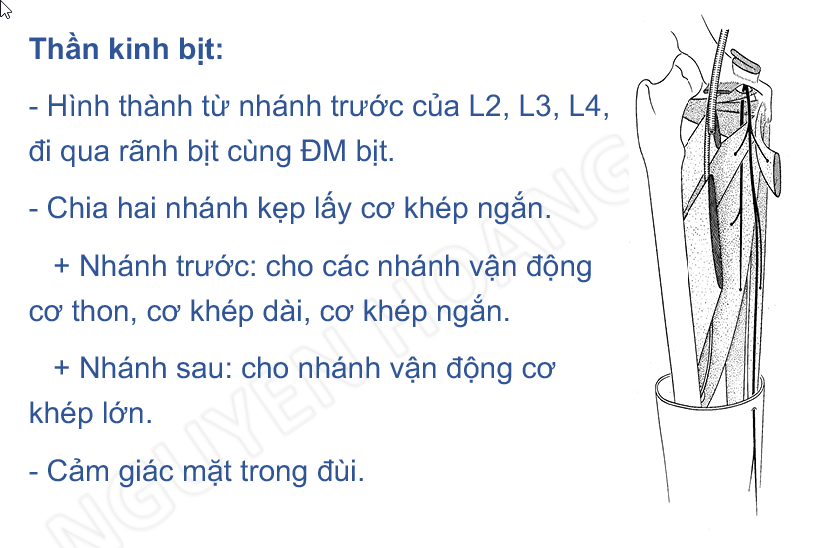 Thần kinh bịt:
- Hình thành từ nhánh trước của L2, L3, L4,
đi qua rãnh bịt cùng ĐM bịt.
- Chia hai nhánh kẹp lấy cơ khép ngắn.
+ Nhánh trước: cho các nhánh vận động
cơ thon, cơ khép dài, cơ khép ngắn.
+ Nhánh sau: cho nhánh vận động cơ
khép lớn.
- Cảm giác mặt trong đùi.
NGUYEN HOANG